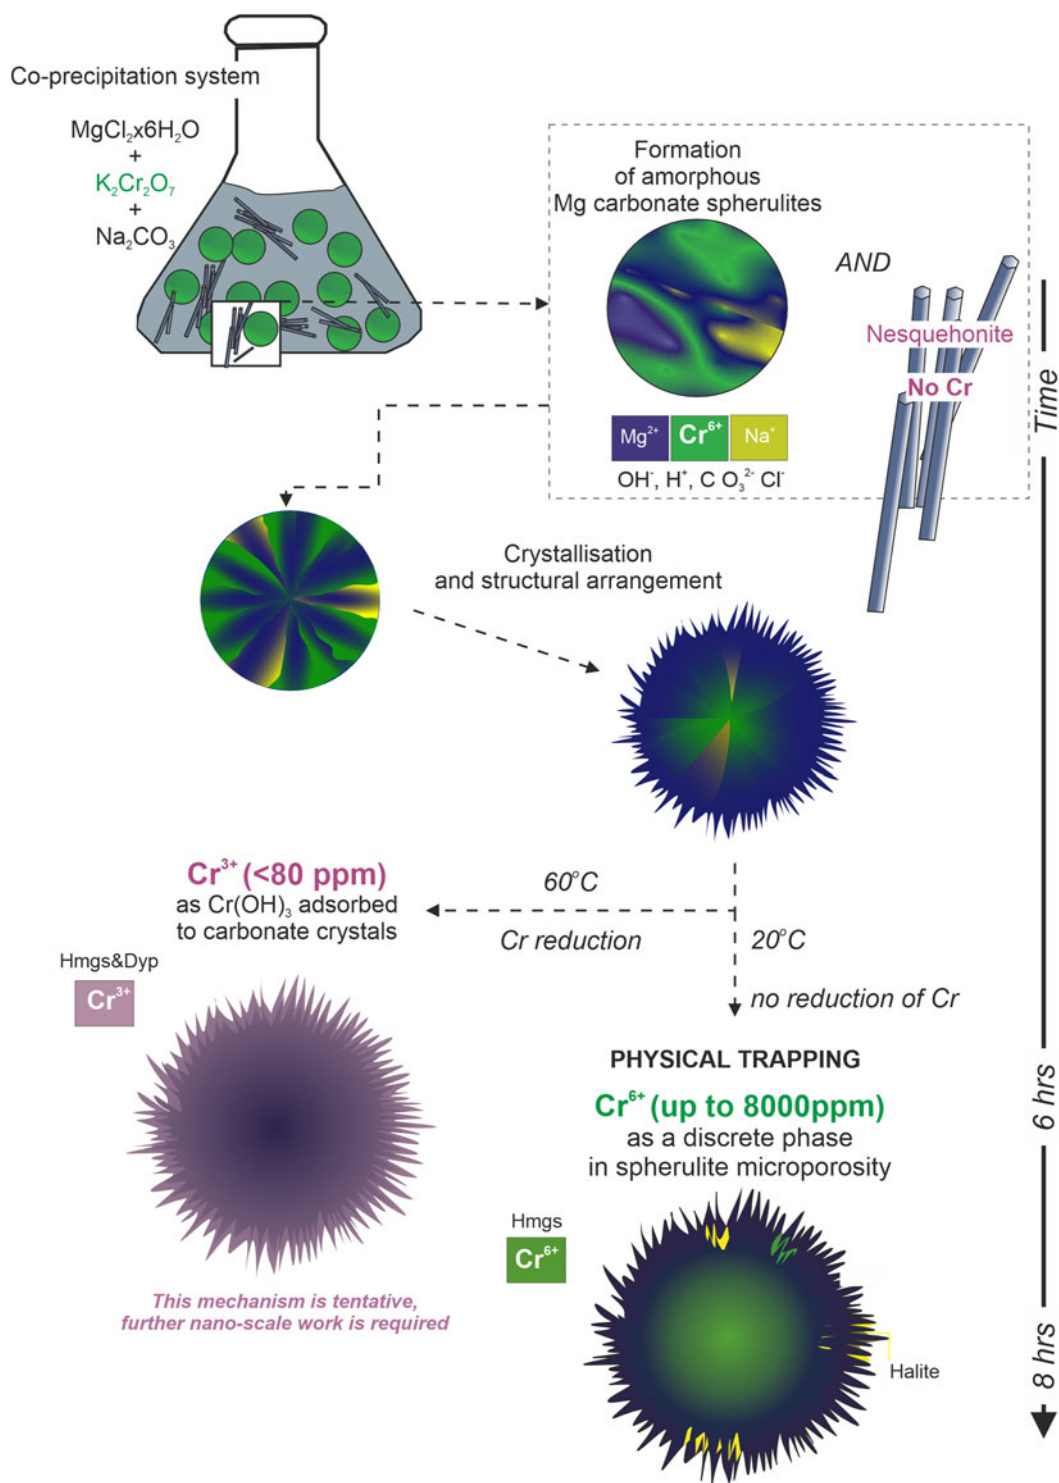 Co-precipitation system
MgCl₂x6H₂O
+
K₂Cr₂O₇
+
Na₂CO₃
Formation
of amorphous
Mg carbonate spherulites
AND
Nesquehonite
No Cr
Mg²⁺ Cr⁶⁺ Na⁺
OH⁻, H⁺, C O₃²⁻ Cl⁻
Time
Crystallisation
and structural arrangement
Cr³⁺ (<80 ppm)
as Cr(OH)₃ adsorbed
to carbonate crystals
60°C
Cr reduction
20°C
no reduction of Cr
Hmgs&Dyp
Cr³⁺
PHYSICAL TRAPPING
Cr⁶⁺ (up to 8000ppm)
as a discrete phase
in spherulite microporosity
6 hrs
Hmgs
Cr⁶⁺
This mechanism is tentative,
further nano-scale work is required
Halite
8 hrs